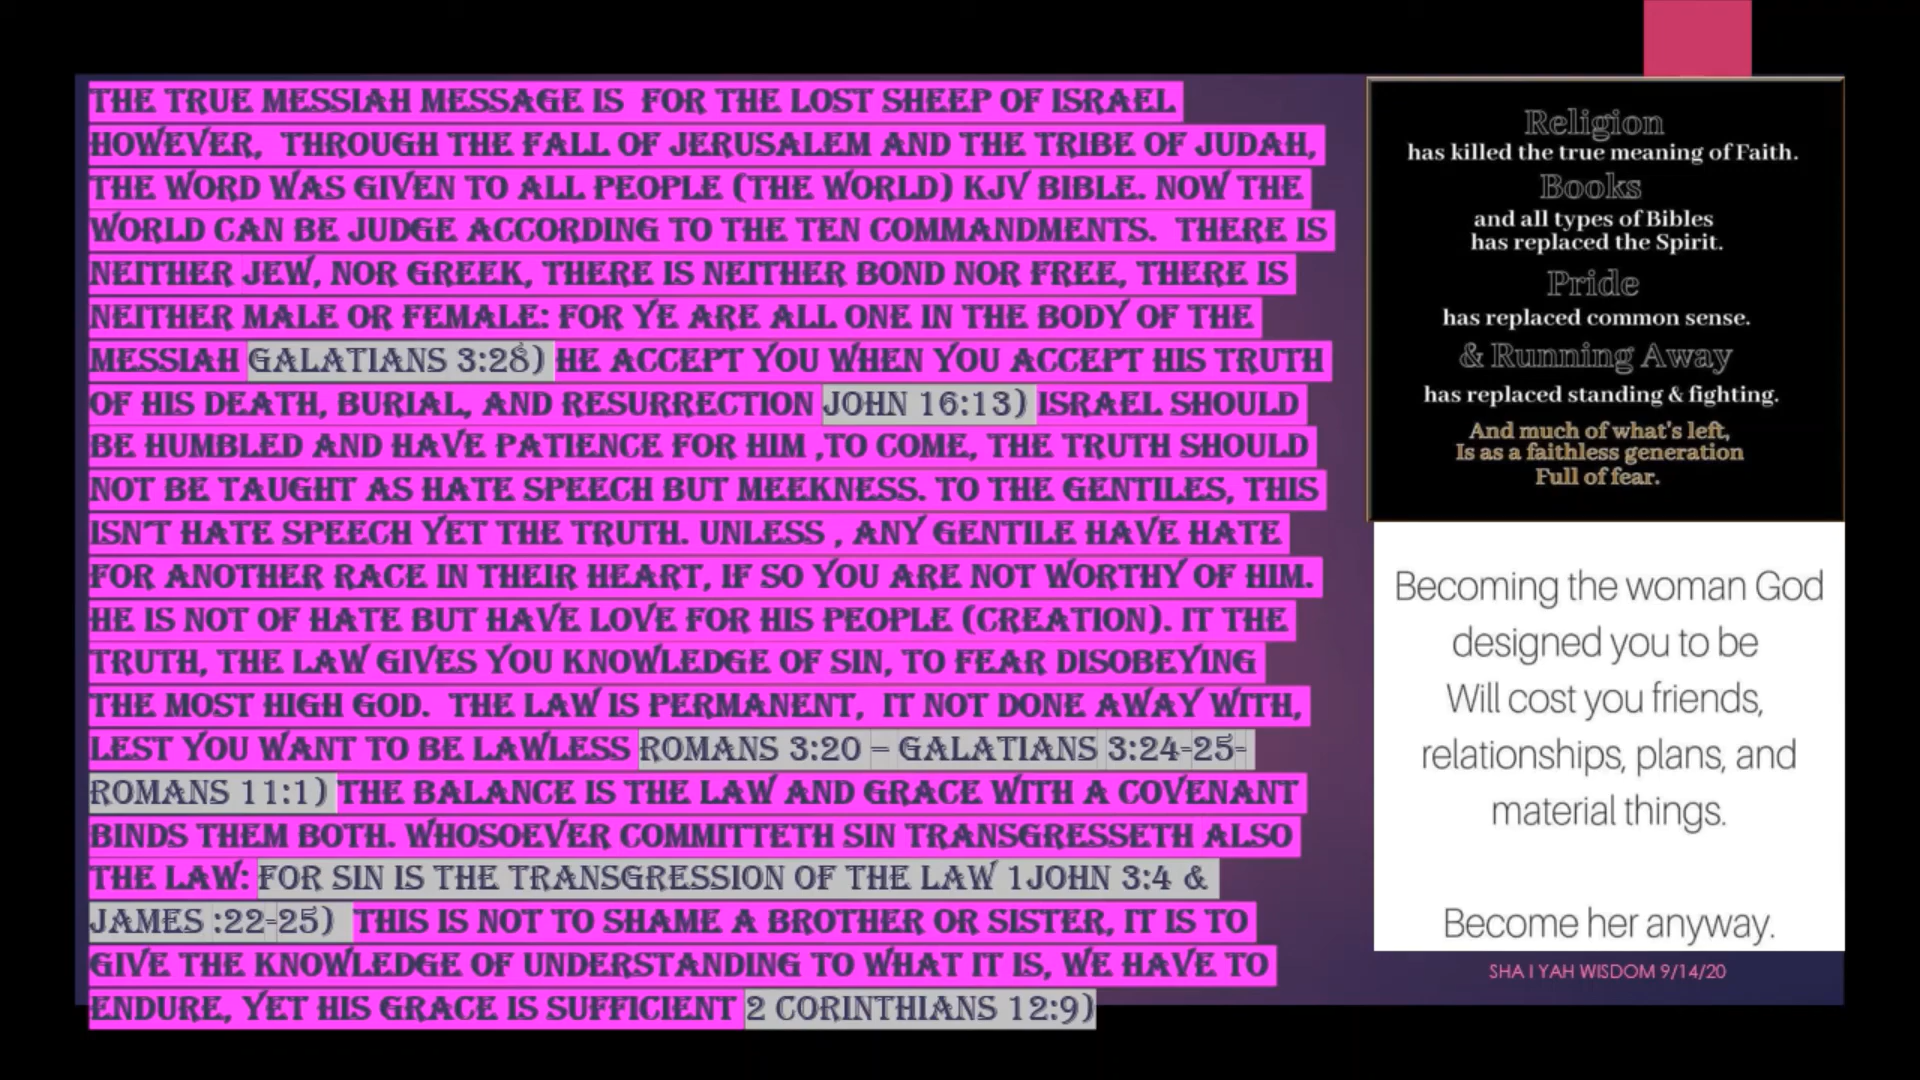 THE TRUE MESSIAH MESSAGE IS  FOR THE LOST SHEEP OF ISRAEL
HOWEVER,  THROUGH THE FALL OF JERUSALEM AND THE TRIBE OF JUDAH,
THE WORD WAS GIVEN TO ALL PEOPLE (THE WORLD) KJV BIBLE. NOW THE
WORLD CAN BE JUDGE ACCORDING TO THE TEN COMMANDMENTS.  THERE IS
NEITHER JEW, NOR GREEK, THERE IS NEITHER BOND NOR FREE, THERE IS
NEITHER MALE OR FEMALE: FOR YE ARE ALL ONE IN THE BODY OF THE
MESSIAH GALATIANS 3:28) HE ACCEPT YOU WHEN YOU ACCEPT HIS TRUTH
OF HIS DEATH, BURIAL, AND RESURRECTION JOHN 16:13) ISRAEL SHOULD
BE HUMBLED AND HAVE PATIENCE FOR HIM ,TO COME, THE TRUTH SHOULD
NOT BE TAUGHT AS HATE SPEECH BUT MEEKNESS. TO THE GENTILES, THIS
ISN'T HATE SPEECH YET THE TRUTH. UNLESS , ANY GENTILE HAVE HATE
FOR ANOTHER RACE IN THEIR HEART, IF SO YOU ARE NOT WORTHY OF HIM.
HE IS NOT OF HATE BUT HAVE LOVE FOR HIS PEOPLE (CREATION). IT THE
TRUTH, THE LAW GIVES YOU KNOWLEDGE OF SIN, TO FEAR DISOBEYING
THE MOST HIGH GOD.  THE LAW IS PERMANENT,  IT NOT DONE AWAY WITH,
LEST YOU WANT TO BE LAWLESS ROMANS 3:20 – GALATIANS 3:24-25-
ROMANS 11:1) THE BALANCE IS THE LAW AND GRACE WITH A COVENANT
BINDS THEM BOTH. WHOSOEVER COMMITTETH SIN TRANSGRESSETH ALSO
THE LAW: FOR SIN IS THE TRANSGRESSION OF THE LAW 1JOHN 3:4 &
JAMES :22-25)  THIS IS NOT TO SHAME A BROTHER OR SISTER, IT IS TO
GIVE THE KNOWLEDGE OF UNDERSTANDING TO WHAT IT IS, WE HAVE TO
ENDURE, YET HIS GRACE IS SUFFICIENT 2 CORINTHIANS 12:9)
Religion
has killed the true meaning of Faith.
Books
and all types of Bibles
has replaced the Spirit.
Pride
has replaced common sense.
& Running Away
has replaced standing & fighting.
And much of what's left,
Is as a faithless generation
Full of fear.
Becoming the woman God
designed you to be
Will cost you friends,
relationships, plans, and
material things.
Become her anyway.
SHA I YAH WISDOM 9/14/20